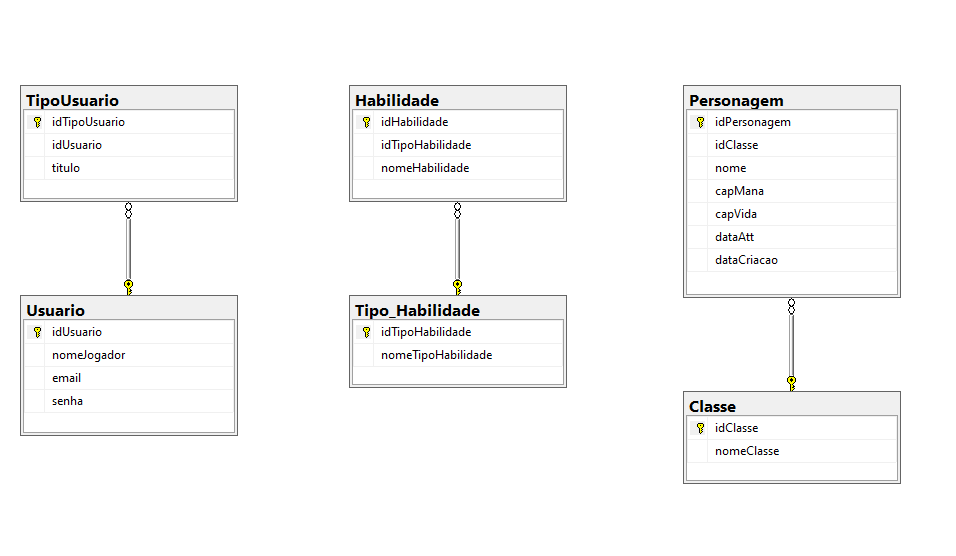 TipoUsuario
idTipoUsuario
idUsuario
titulo
Usuario
idUsuario
nomeJogador
email
senha
Habilidade
idHabilidade
idTipoHabilidade
nomeHabilidade
Tipo_Habilidade
idTipoHabilidade
nomeTipoHabilidade
Personagem
idPersonagem
idClasse
nome
capMana
capVida
dataAtt
dataCriacao
Classe
idClasse
nomeClasse